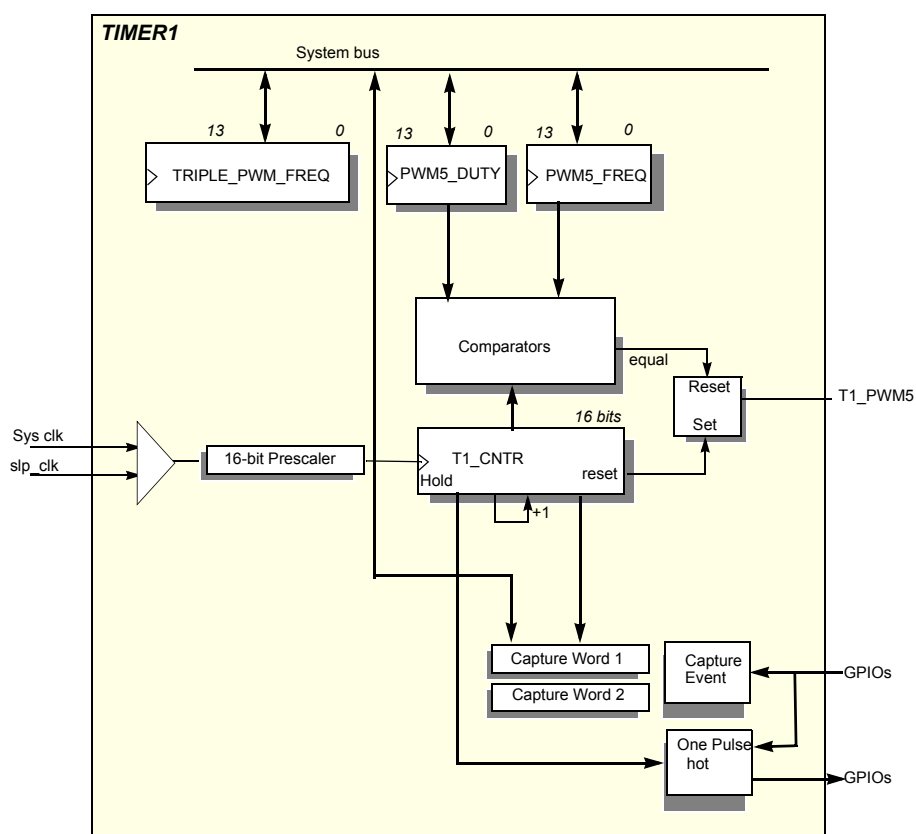 TIMER1
System bus
13 0
13 0
13 0
TRIPLE_PWM_FREQ
PWM5_DUTY
PWM5_FREQ
Comparators
equal
Reset
Set
T1_PWM5
16 bits
Sys clk
slp_clk
16-bit Prescaler
T1_CNTR
Hold
reset
+1
Capture Word 1
Capture Word 2
Capture
Event
GPIOs
One Pulse
hot
GPIOs